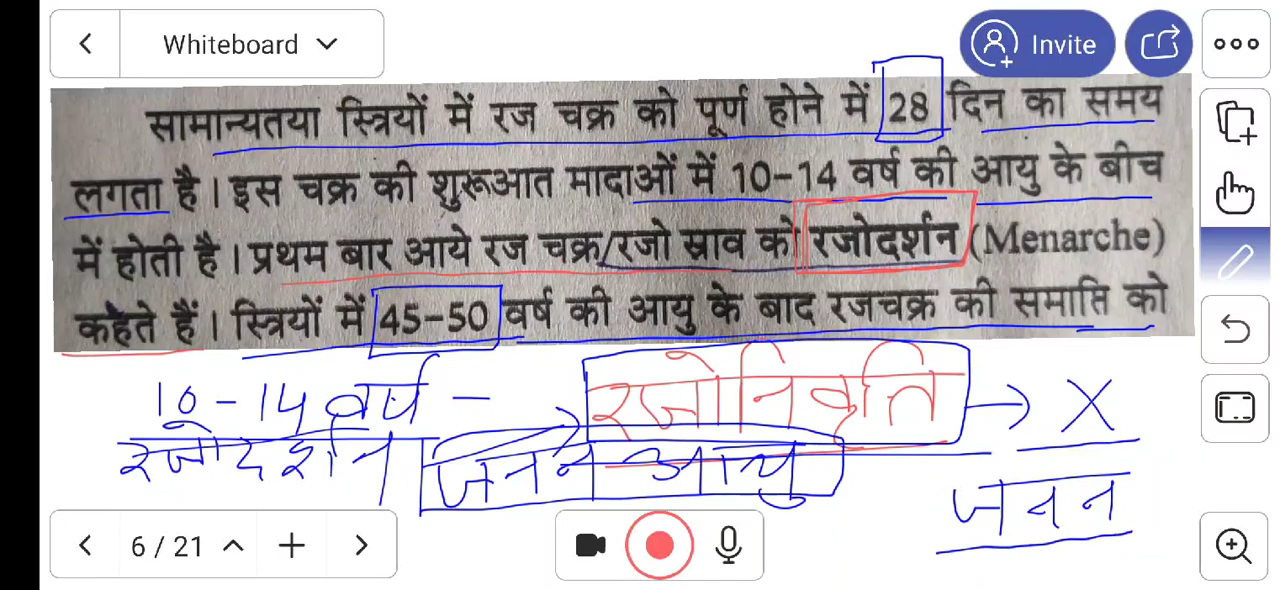 Whiteboard
Invite
सामान्यतया स्त्रियों में रज चक्र को पूर्ण होने में 28 दिन का समय
लगता है। इस चक्र की शुरूआत मादाओं में 10-14 वर्ष की आयु के बीच
में होती है। प्रथम बार आये रज चक्र/रजो स्राव को रजोदर्शन (Menarche)
कहते हैं। स्त्रियों में 45-50 वर्ष की आयु के बाद रजचक्र की समाप्ति को
10-14 वर्ष - रजोनिवृति → X
रजोदर्शन जनन आयु जनन
6 / 21